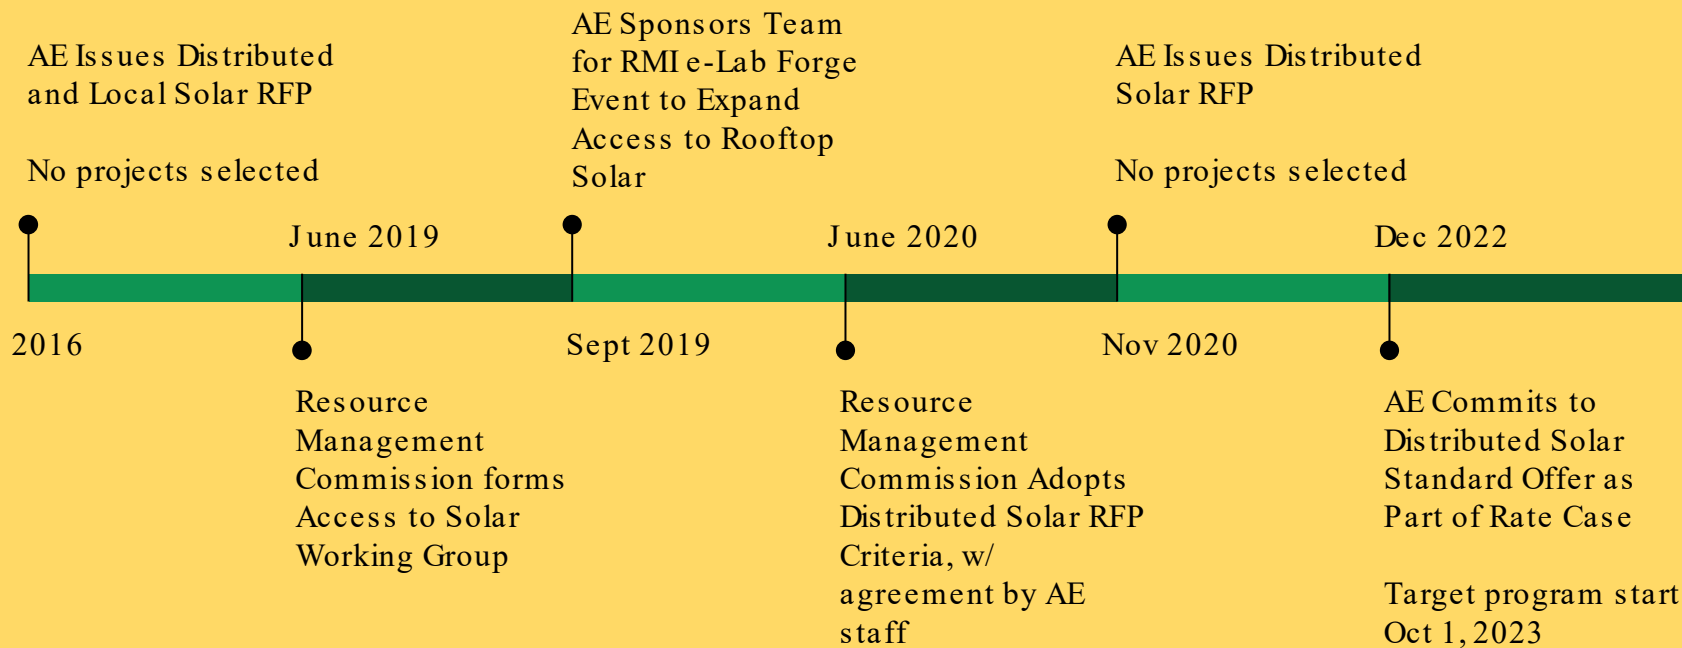 AE Issues Distributed
and Local Solar RFP
No projects selected
2016
June 2019
Resource
Management
Commission forms
Access to Solar
Working Group
AE Sponsors Team
for RMI e-Lab Forge
Event to Expand
Access to Rooftop
Solar
Sept 2019
June 2020
Resource
Management
Commission Adopts
Distributed Solar RFP
Criteria, w/
agreement by AE
staff
AE Issues Distributed
Solar RFP
No projects selected
Nov 2020
Dec 2022
AE Commits to
Distributed Solar
Standard Offer as
Part of Rate Case
Target program start
Oct 1, 2023